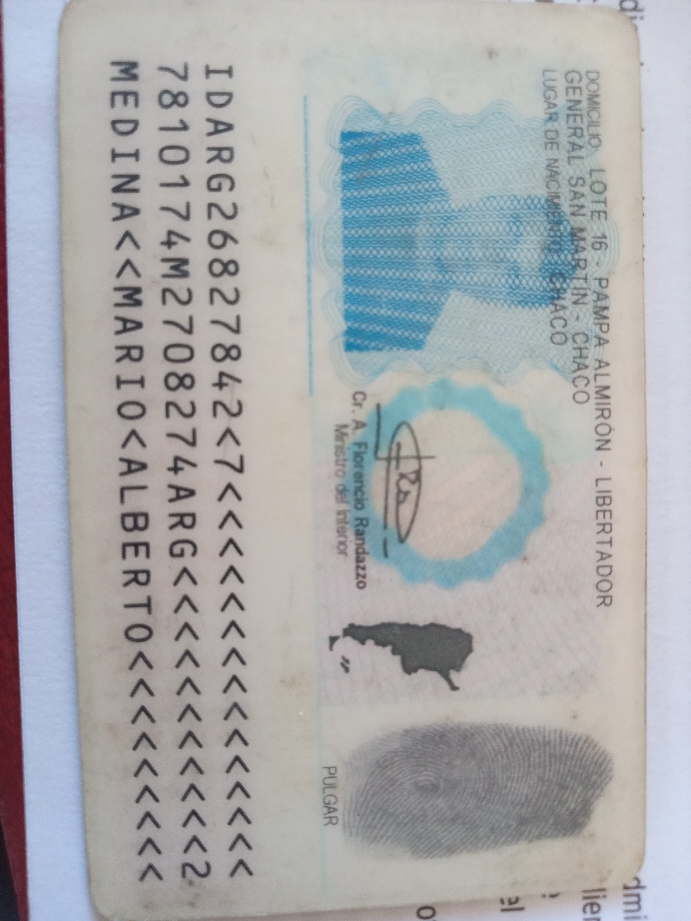 DOMICILIO: LOTE 16 - PAMPA ALMIRÓN - LIBERTADOR
GENERAL SAN MARTÍN - CHACO
LUGAR DE NACIMIENTO: CHACO
Cr. A. Florencio Randazzo
Ministro del Interior
PULGAR
IDARG26827842<7<<<<<<<<<<<<<<<
7810174M2708274ARG<<<<<<<<<<<2
MEDINA<<MARIO<ALBERTO<<<<<<<<<